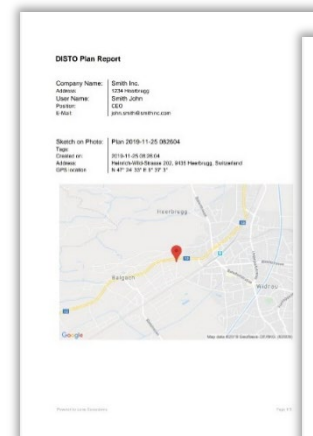 DISTO Plan Report
Company Name: Smith Inc.
Address: 1234 Heerbrugg
User Name: Smith John
Position: CEO
E-Mail: john.smith@smithinc.com
Sketch on Photo: Plan 2019-11-25 082604
Tags:
Created on: 2019-11-25 08:26:04
Address: Heinrich-Wild-Strasse 202, 9435 Heerbrugg, Switzerland
GPS location:
Heerbrugg
Balgach
Widnau
Google